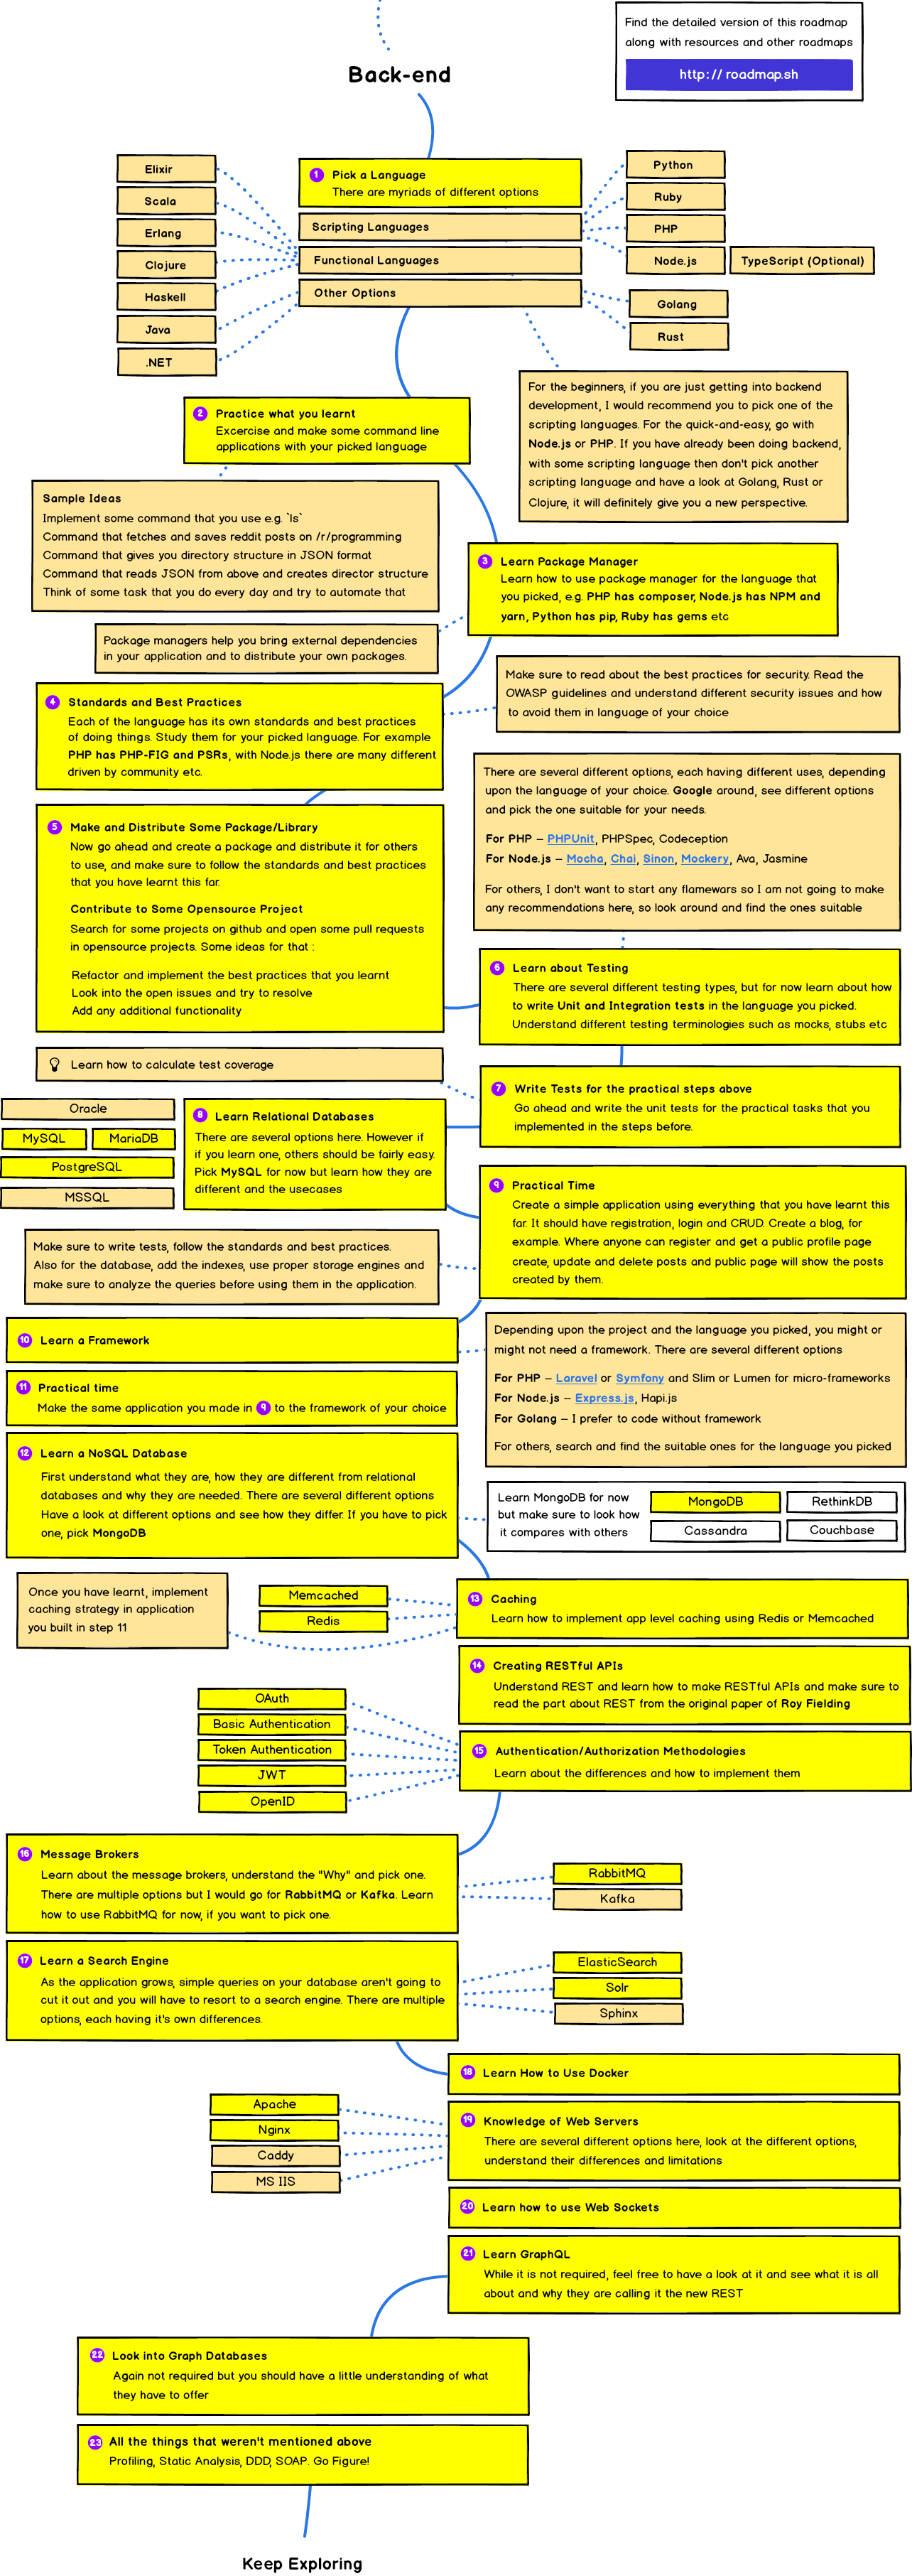 Find the detailed version of this roadmap
along with resources and other roadmaps
http: // roadmap.sh
Back-end
1 Pick a Language
There are myriads of different options
Scripting Languages
Functional Languages
Other Options
Elixir
Scala
Erlang
Clojure
Haskell
Java
.NET
Python
Ruby
PHP
Node.js
TypeScript (Optional)
Golang
Rust
For the beginners, if you are just getting into backend
development, I would recommend you to pick one of the
scripting languages. For the quick-and-easy, go with
Node.js or PHP. If you have already been doing backend,
with some scripting language then don't pick another
scripting language and have a look at Golang, Rust or
Clojure, it will definitely give you a new perspective.
2 Practice what you learnt
Excercise and make some command line
applications with your picked language
Sample Ideas
Implement some command that you use e.g. `ls`
Command that fetches and saves reddit posts on /r/programming
Command that gives you directory structure in JSON format
Command that reads JSON from above and creates director structure
Think of some task that you do every day and try to automate that
3 Learn Package Manager
Learn how to use package manager for the language that
you picked, e.g. PHP has composer, Node.js has NPM and
yarn, Python has pip, Ruby has gems etc
Package managers help you bring external dependencies
in your application and to distribute your own packages.
4 Standards and Best Practices
Each of the language has its own standards and best practices
of doing things. Study them for your picked language. For example
PHP has PHP-FIG and PSRs, with Node.js there are many different
driven by community etc.
Make sure to read about the best practices for security. Read the
OWASP guidelines and understand different security issues and how
to avoid them in language of your choice
5 Make and Distribute Some Package/Library
Now go ahead and create a package and distribute it for others
to use, and make sure to follow the standards and best practices
that you have learnt this far.
Contribute to Some Opensource Project
Search for some projects on github and open some pull requests
in opensource projects. Some ideas for that :
Refactor and implement the best practices that you learnt
Look into the open issues and try to resolve
Add any additional functionality
There are several different options, each having different uses, depending
upon the language of your choice. Google around, see different options
and pick the one suitable for your needs.
For PHP – PHPUnit, PHPSpec, Codeception
For Node.js – Mocha, Chai, Sinon, Mockery, Ava, Jasmine
For others, I don't want to start any flamewars so I am not going to make
any recommendations here, so look around and find the ones suitable
6 Learn about Testing
There are several different testing types, but for now learn about how
to write Unit and Integration tests in the language you picked.
Understand different testing terminologies such as mocks, stubs etc
Learn how to calculate test coverage
7 Write Tests for the practical steps above
Go ahead and write the unit tests for the practical tasks that you
implemented in the steps before.
Oracle
MySQL
MariaDB
PostgreSQL
MSSQL
8 Learn Relational Databases
There are several options here. However if
if you learn one, others should be fairly easy.
Pick MySQL for now but learn how they are
different and the usecases
9 Practical Time
Create a simple application using everything that you have learnt this
far. It should have registration, login and CRUD. Create a blog, for
example. Where anyone can register and get a public profile page
create, update and delete posts and public page will show the posts
created by them.
Make sure to write tests, follow the standards and best practices.
Also for the database, add the indexes, use proper storage engines and
make sure to analyze the queries before using them in the application.
10 Learn a Framework
Depending upon the project and the language you picked, you might or
might not need a framework. There are several different options
For PHP – Laravel or Symfony and Slim or Lumen for micro-frameworks
For Node.js – Express.js, Hapi.js
For Golang – I prefer to code without framework
For others, search and find the suitable ones for the language you picked
11 Practical time
Make the same application you made in 9 to the framework of your choice
12 Learn a NoSQL Database
First understand what they are, how they are different from relational
databases and why they are needed. There are several different options
Have a look at different options and see how they differ. If you have to pick
one, pick MongoDB
Learn MongoDB for now
but make sure to look how
it compares with others
MongoDB
RethinkDB
Cassandra
Couchbase
Once you have learnt, implement
caching strategy in application
you built in step 11
Memcached
Redis
13 Caching
Learn how to implement app level caching using Redis or Memcached
14 Creating RESTful APIs
Understand REST and learn how to make RESTful APIs and make sure to
read the part about REST from the original paper of Roy Fielding
OAuth
Basic Authentication
Token Authentication
JWT
OpenID
15 Authentication/Authorization Methodologies
Learn about the differences and how to implement them
16 Message Brokers
Learn about the message brokers, understand the "Why" and pick one.
There are multiple options but I would go for RabbitMQ or Kafka. Learn
how to use RabbitMQ for now, if you want to pick one.
RabbitMQ
Kafka
17 Learn a Search Engine
As the application grows, simple queries on your database aren't going to
cut it out and you will have to resort to a search engine. There are multiple
options, each having it's own differences.
ElasticSearch
Solr
Sphinx
18 Learn How to Use Docker
Apache
Nginx
Caddy
MS IIS
19 Knowledge of Web Servers
There are several different options here, look at the different options,
understand their differences and limitations
20 Learn how to use Web Sockets
21 Learn GraphQL
While it is not required, feel free to have a look at it and see what it is all
about and why they are calling it the new REST
22 Look into Graph Databases
Again not required but you should have a little understanding of what
they have to offer
23 All the things that weren't mentioned above
Profiling, Static Analysis, DDD, SOAP. Go Figure!
Keep Exploring